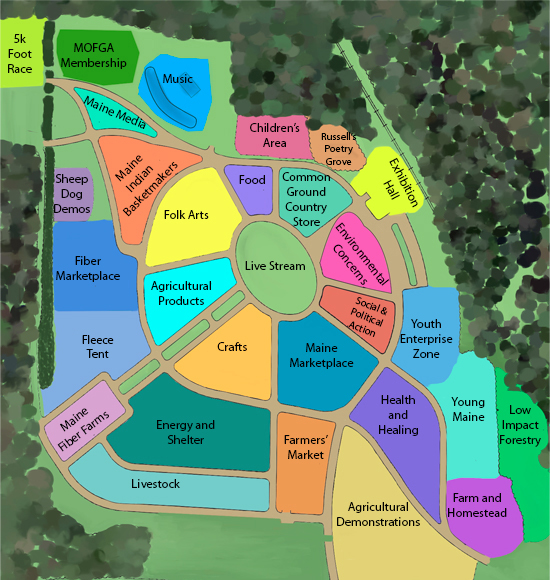 5k
Foot
Race
MOFGA
Membership
Music
Maine Media
Children's
Area
Russell's
Poetry
Grove
Maine
Indian
Basketmakers
Exhibition
Hall
Sheep
Dog
Demos
Food
Common
Ground
Country
Store
Folk Arts
Environmental
Concerns
Fiber
Marketplace
Live Stream
Agricultural
Products
Social &
Political
Action
Youth
Enterprise
Zone
Fleece
Tent
Crafts
Maine
Marketplace
Maine
Fiber Farms
Energy and
Shelter
Farmers'
Market
Health
and
Healing
Young
Maine
Low
Impact
Forestry
Livestock
Agricultural
Demonstrations
Farm and
Homestead